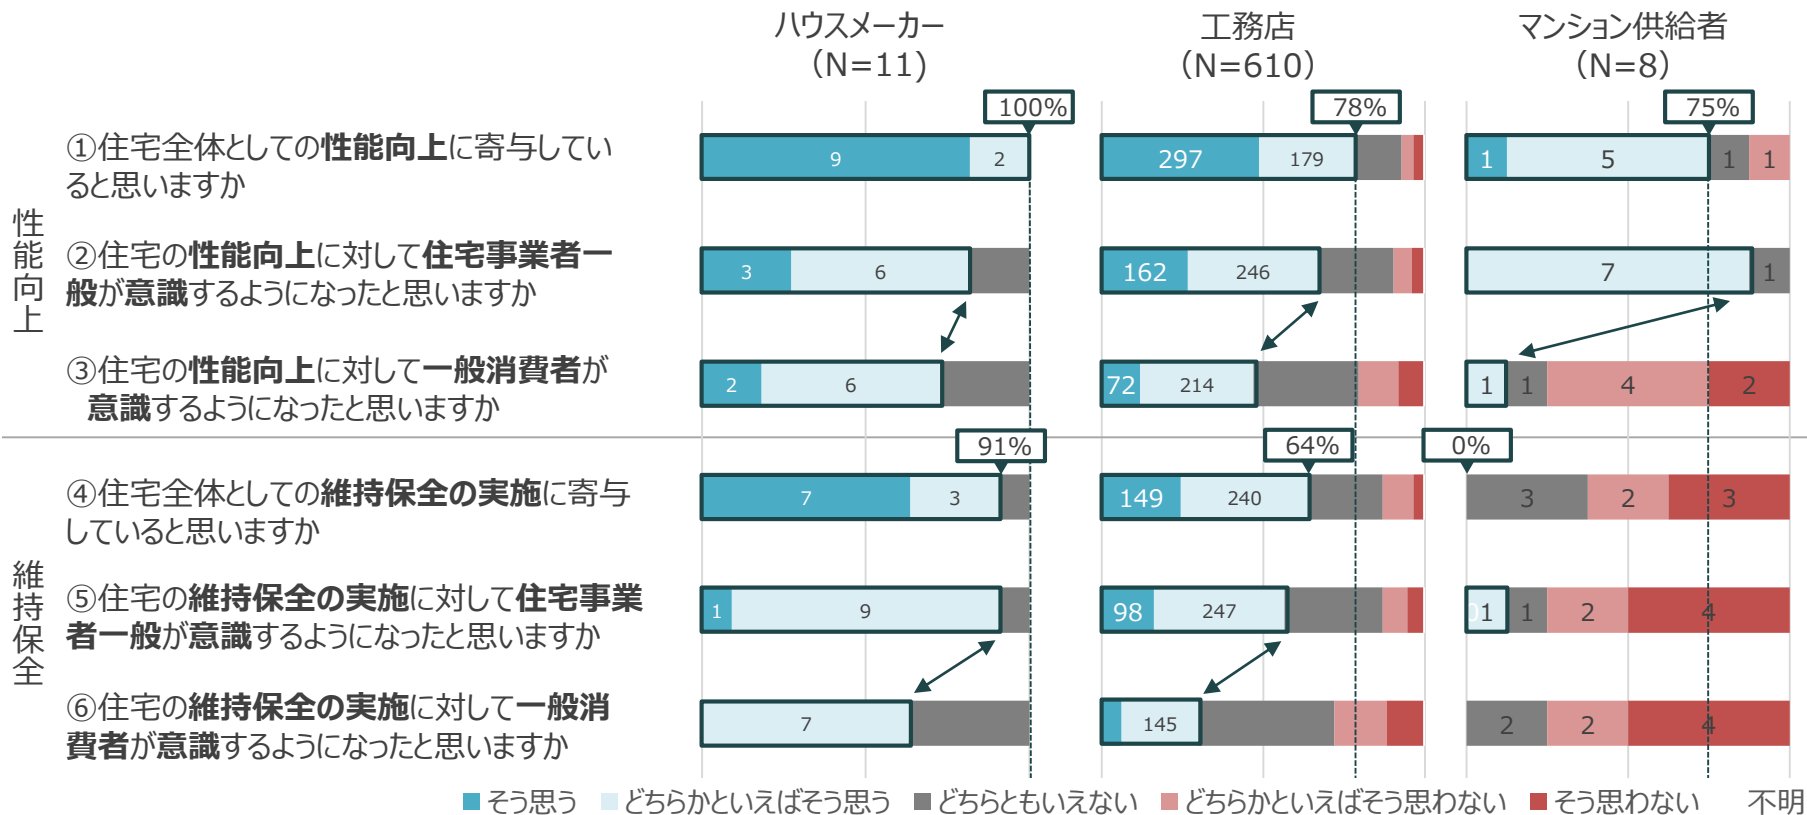 ハウスメーカー
（N=11)
工務店
（N=610）
マンション供給者
（N=8）
100%
78%
75%
性能向上
①住宅全体としての性能向上に寄与してい
ると思いますか
9
2
297
179
1
5
1
1
②住宅の性能向上に対して住宅事業者一
般が意識するようになったと思いますか
3
6
162
246
7
1
③住宅の性能向上に対して一般消費者が
意識するようになったと思いますか
2
6
72
214
1
1
4
2
91%
64%
0%
維持保全
④住宅全体としての維持保全の実施に寄与
していると思いますか
7
3
149
240
3
2
3
⑤住宅の維持保全の実施に対して住宅事業
者一般が意識するようになったと思いますか
1
9
98
247
0
1
1
2
4
⑥住宅の維持保全の実施に対して一般消
費者が意識するようになったと思いますか
7
145
2
2
4
そう思う
どちらかといえばそう思う
どちらともいえない
どちらかといえばそう思わない
そう思わない
不明